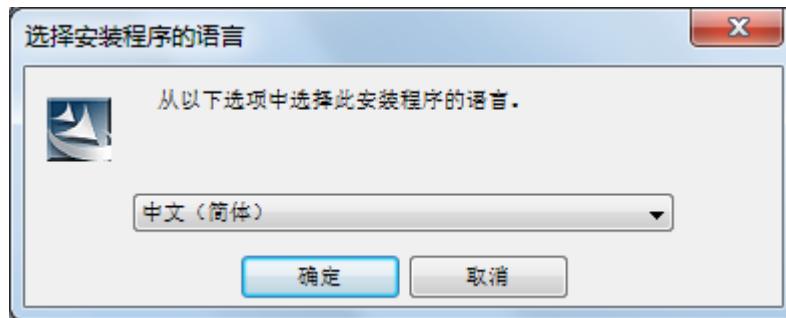 选择安装程序的语言
从以下选项中选择此安装程序的语言.
中文（简体）
确定
取消